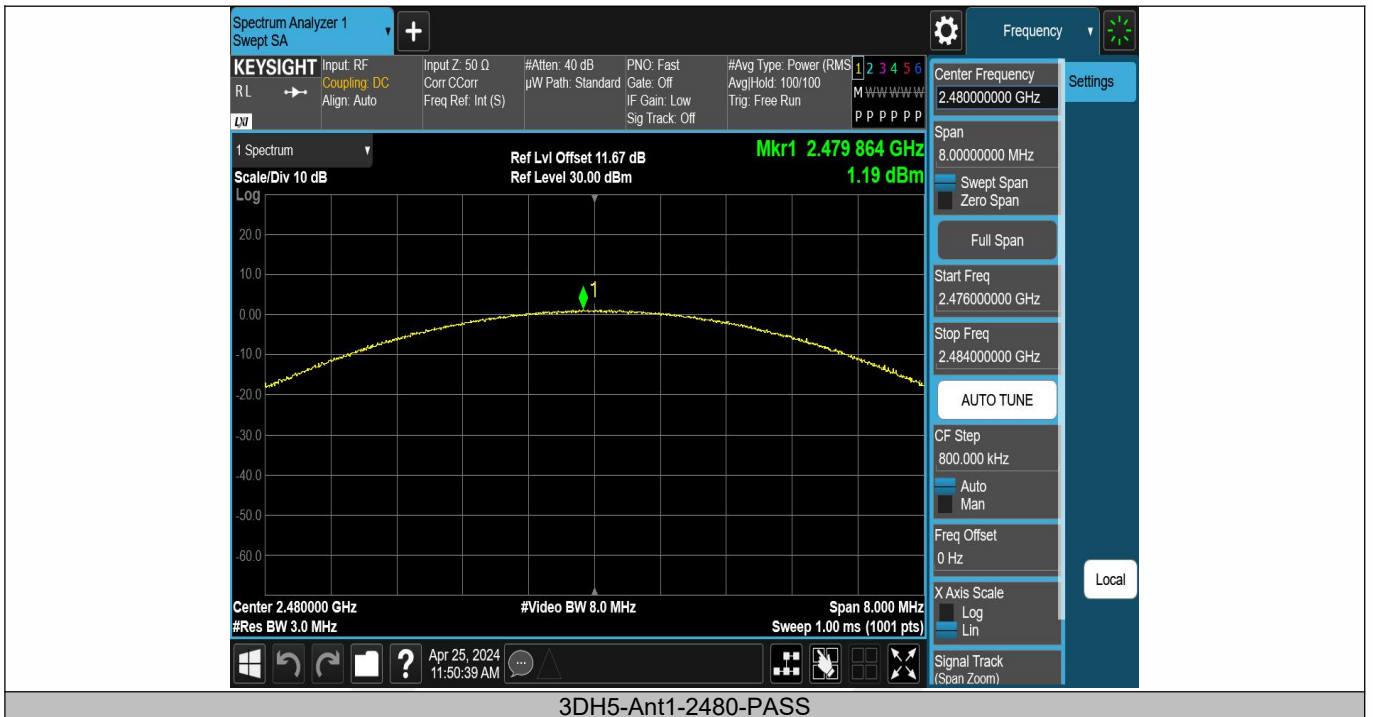 Spectrum Analyzer 1
Swept SA
+
Frequency
KEYSIGHT
RL
LXI
Input: RF
Coupling: DC
Align: Auto
Input Z: 50 Ω
Corr CCorr
Freq Ref: Int (S)
#Atten: 40 dB
µW Path: Standard
PNO: Fast
Gate: Off
IF Gain: Low
Sig Track: Off
#Avg Type: Power (RMS
Avg|Hold: 100/100
Trig: Free Run
1 2 3 4 5 6
M W W W W W
P P P P P P
Center Frequency
2.480000000 GHz
Settings
Span
8.00000000 MHz
Swept Span
Zero Span
Full Span
Start Freq
2.476000000 GHz
Stop Freq
2.484000000 GHz
AUTO TUNE
CF Step
800.000 kHz
Auto
Man
Freq Offset
0 Hz
X Axis Scale
Log
Lin
Local
Signal Track
(Span Zoom)
1 Spectrum
Scale/Div 10 dB
Log
Ref Lvl Offset 11.67 dB
Ref Level 30.00 dBm
Mkr1 2.479 864 GHz
1.19 dBm
20.0
10.0
1
0.00
-10.0
-20.0
-30.0
-40.0
-50.0
-60.0
Center 2.480000 GHz
#Res BW 3.0 MHz
#Video BW 8.0 MHz
Span 8.000 MHz
Sweep 1.00 ms (1001 pts)
?
Apr 25, 2024
11:50:39 AM
3DH5-Ant1-2480-PASS